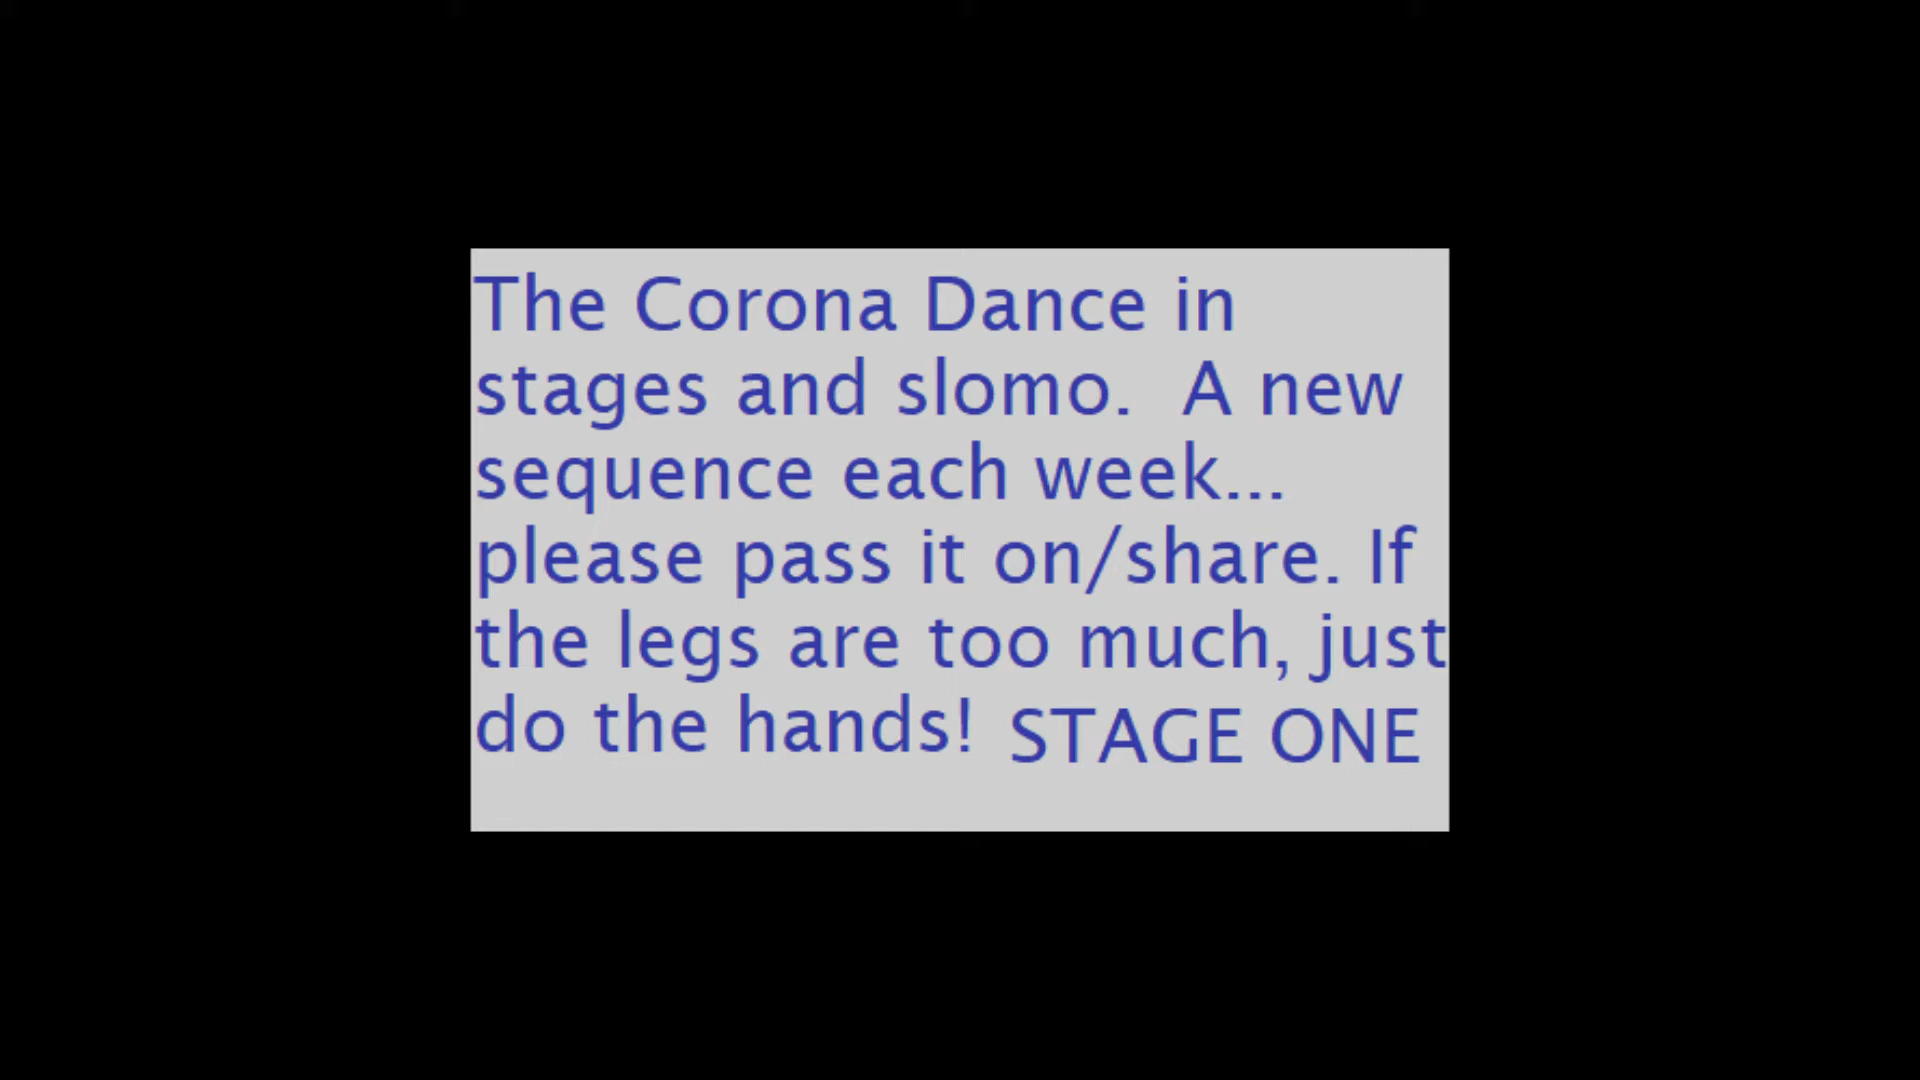 The Corona Dance in
stages and slomo.  A new
sequence each week...
please pass it on/share. If
the legs are too much, just
do the hands! STAGE ONE